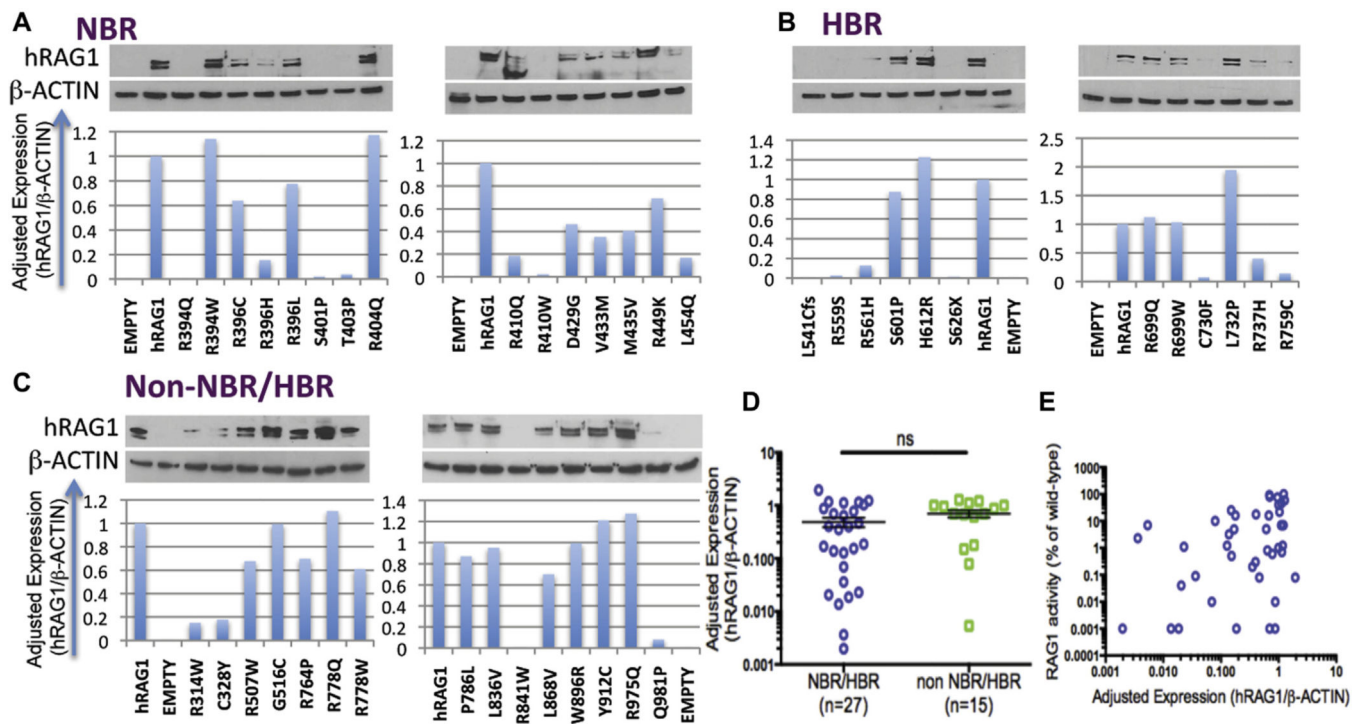 A NBR
hRAG1
β-ACTIN
Adjusted Expression
(hRAG1/β-ACTIN)
1.2
1
0.8
0.6
0.4
0.2
0
EMPTY
hRAG1
R394Q
R394W
R396C
R396H
R396L
S401P
T403P
R404Q
1.2
1
0.8
0.6
0.4
0.2
0
EMPTY
hRAG1
R410Q
R410W
D429G
V433M
M435V
R449K
L454Q
B HBR
1.4
1.2
1
0.8
0.6
0.4
0.2
0
L541Cfs
R559S
R561H
S601P
H612R
S626X
hRAG1
EMPTY
2.5
2
1.5
1
0.5
0
EMPTY
hRAG1
R699Q
R699W
C730F
L732P
R737H
R759C
C Non-NBR/HBR
hRAG1
β-ACTIN
Adjusted Expression
(hRAG1/β-ACTIN)
1.2
1
0.8
0.6
0.4
0.2
0
hRAG1
EMPTY
R314W
C328Y
R507W
G516C
R764P
R778Q
R778W
1.4
1.2
1
0.8
0.6
0.4
0.2
0
hRAG1
P786L
L836V
R841W
L868V
W896R
Y912C
R975Q
Q981P
EMPTY
D
ns
Adjusted Expression
(hRAG1/β-ACTIN)
10
1
0.100
0.010
0.001
NBR/HBR
(n=27)
non NBR/HBR
(n=15)
E
RAG1 activity (% of wild-type)
1000
100
10
1
0.1
0.01
0.001
0.0001
0.001
0.010
0.100
1
10
Adjusted Expression (hRAG1/β-ACTIN)